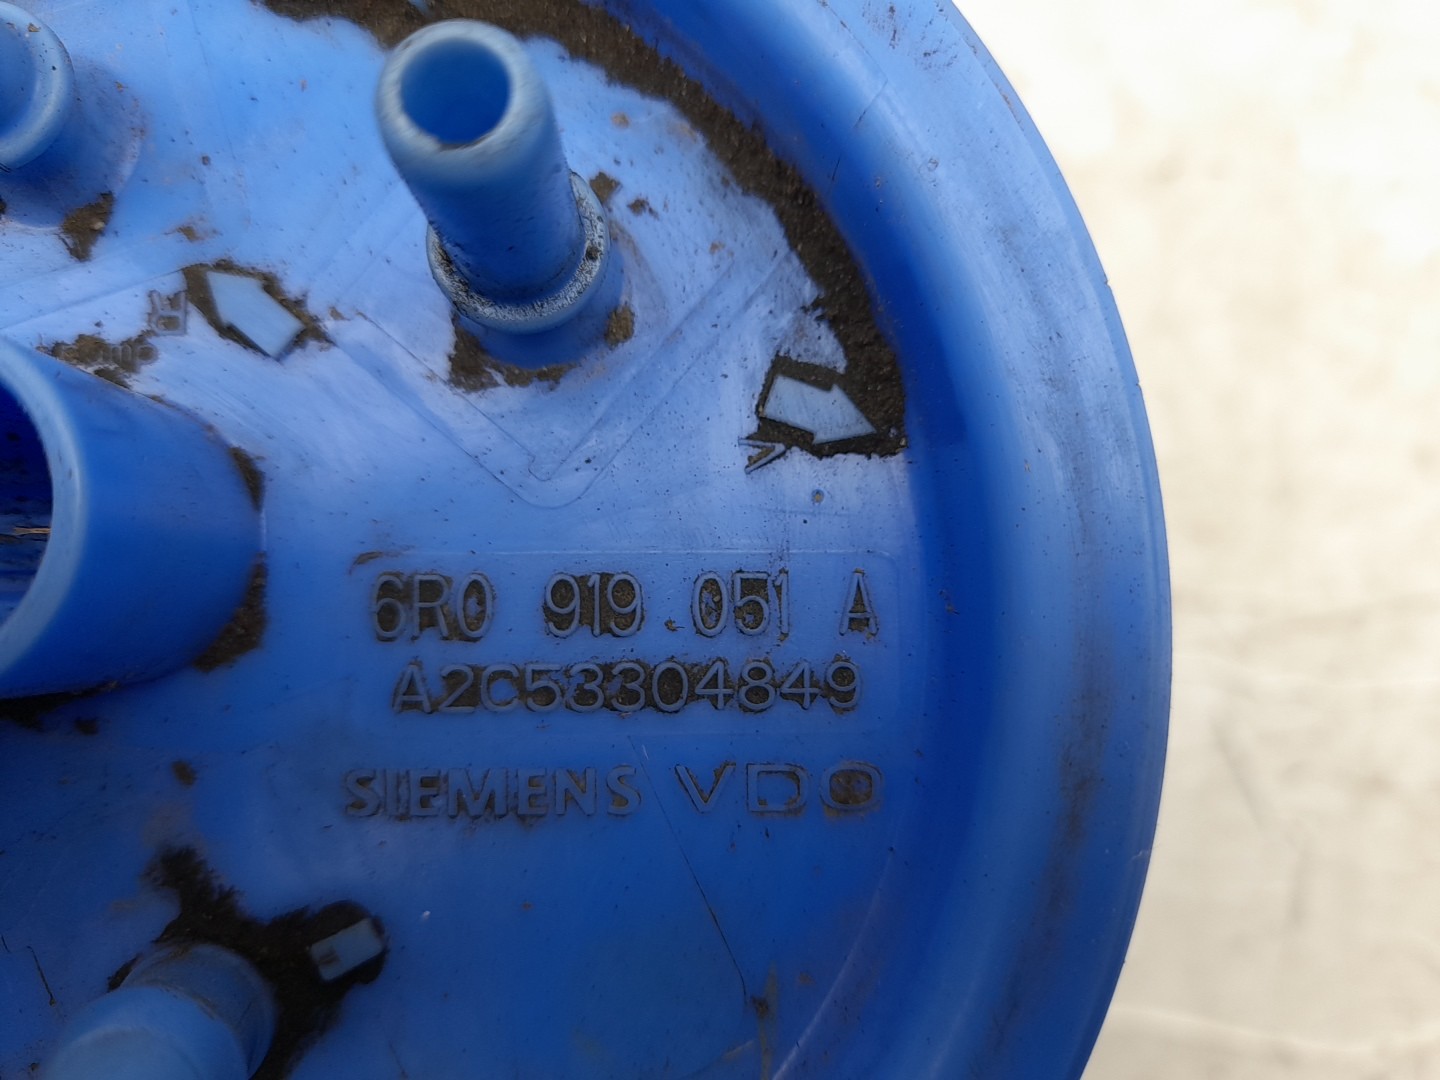 R
V
6R0 919 051 A
A2C53304849
SIEMENS VDO